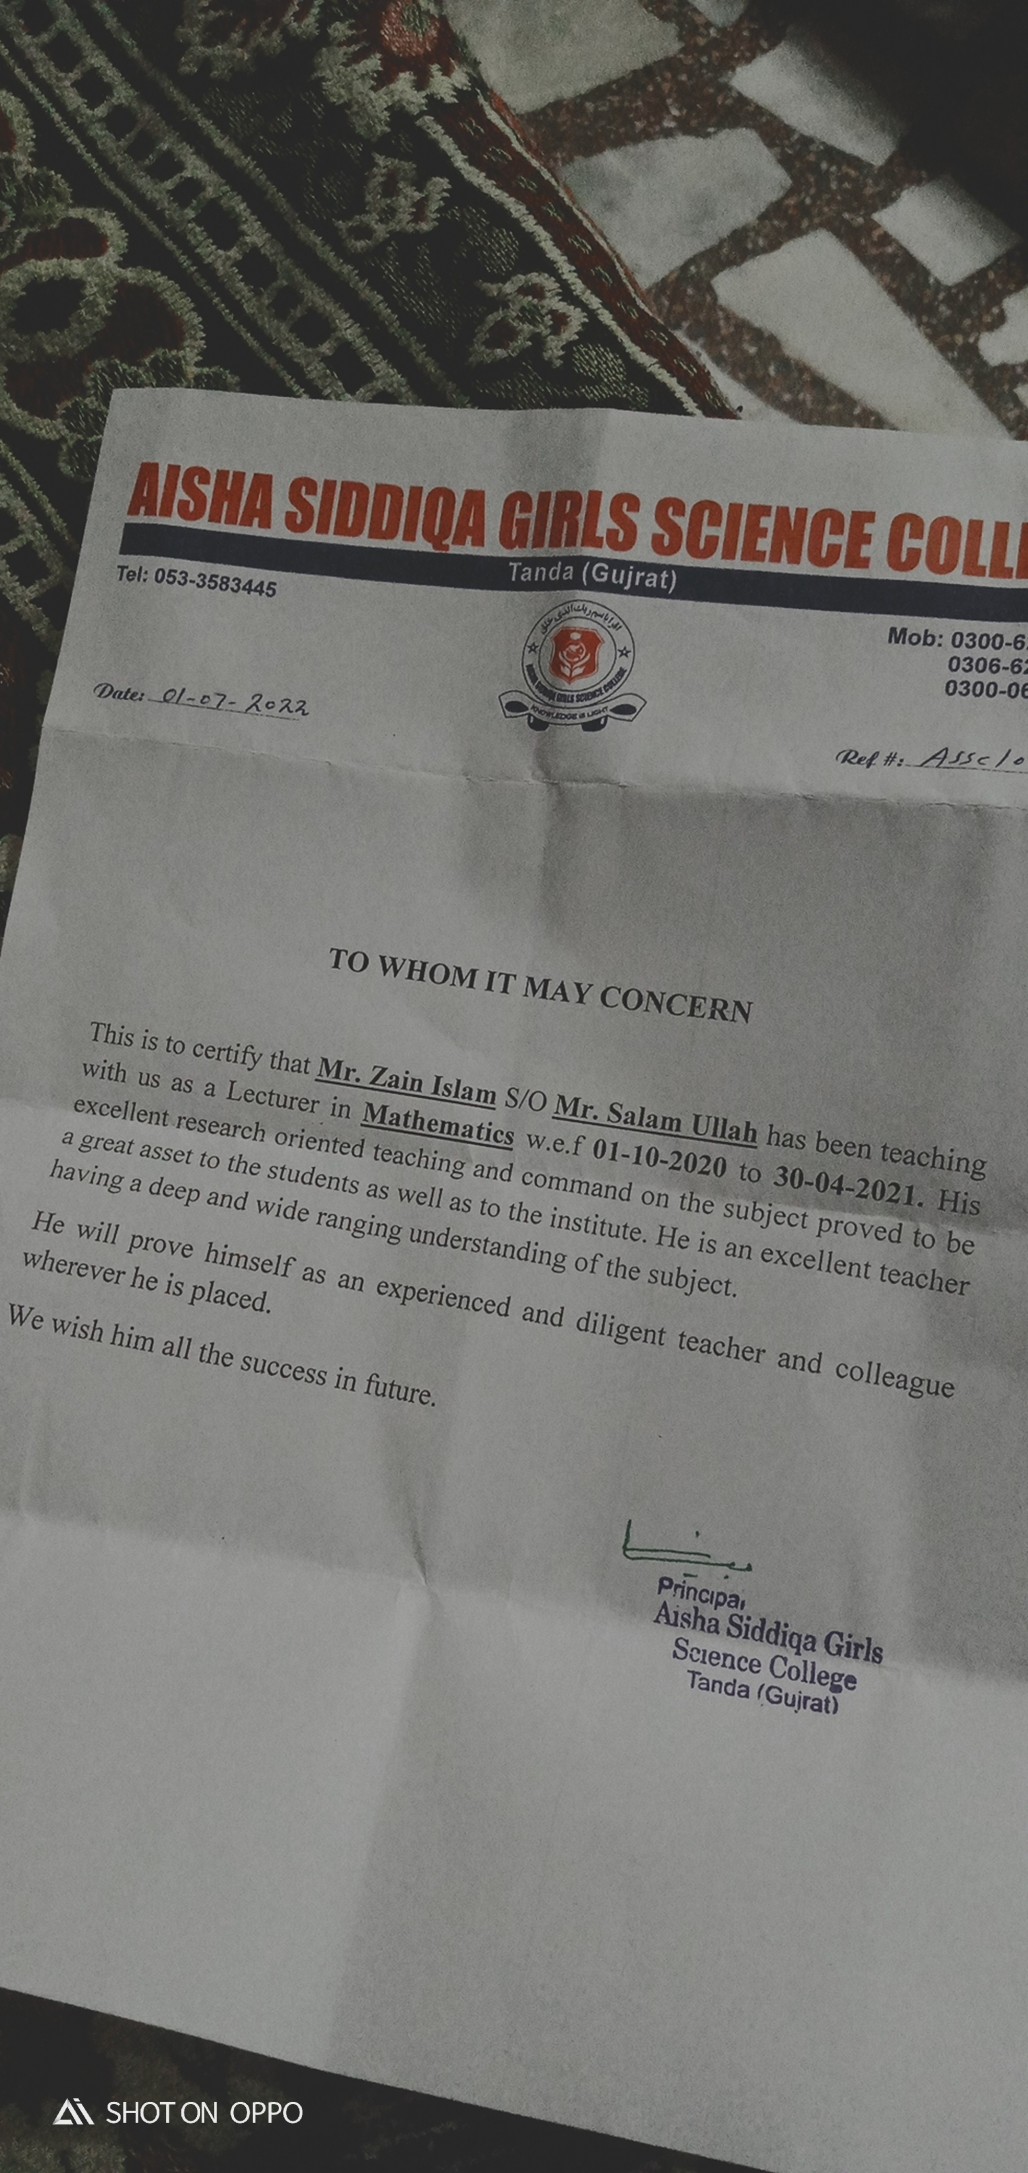 AISHA SIDDIQA GIRLS SCIENCE COLLE
Tanda (Gujrat)
Tel: 053-3583445
Mob: 0300-62
0306-62
0300-06
اقرا باسم ربك الذى خلق
AISHA SIDDIQA GIRLS SCIENCE COLLEGE
KNOWLEDGE IS LIGHT
Date: 01-07-2022
Ref #: ASSC/0
TO WHOM IT MAY CONCERN
This is to certify that Mr. Zain Islam S/O Mr. Salam Ullah has been teaching
with us as a Lecturer in Mathematics w.e.f 01-10-2020 to 30-04-2021. His
excellent research oriented teaching and command on the subject proved to be
a great asset to the students as well as to the institute. He is an excellent teacher
having a deep and wide ranging understanding of the subject.
He will prove himself as an experienced and diligent teacher and colleague
wherever he is placed.
We wish him all the success in future.
Principal
Aisha Siddiqa Girls
Science College
Tanda (Gujrat)
SHOT ON OPPO